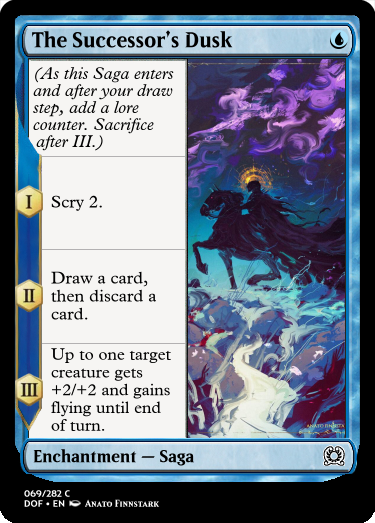 The Successor's Dusk
(As this Saga enters
and after your draw
step, add a lore
counter. Sacrifice
after III.)
I
Scry 2.
II
Draw a card,
then discard a
card.
III
Up to one target
creature gets
+2/+2 and gains
flying until end
of turn.
ANATO FINNSTARK
Enchantment — Saga
069/282 C
DOF • EN Anato Finnstark